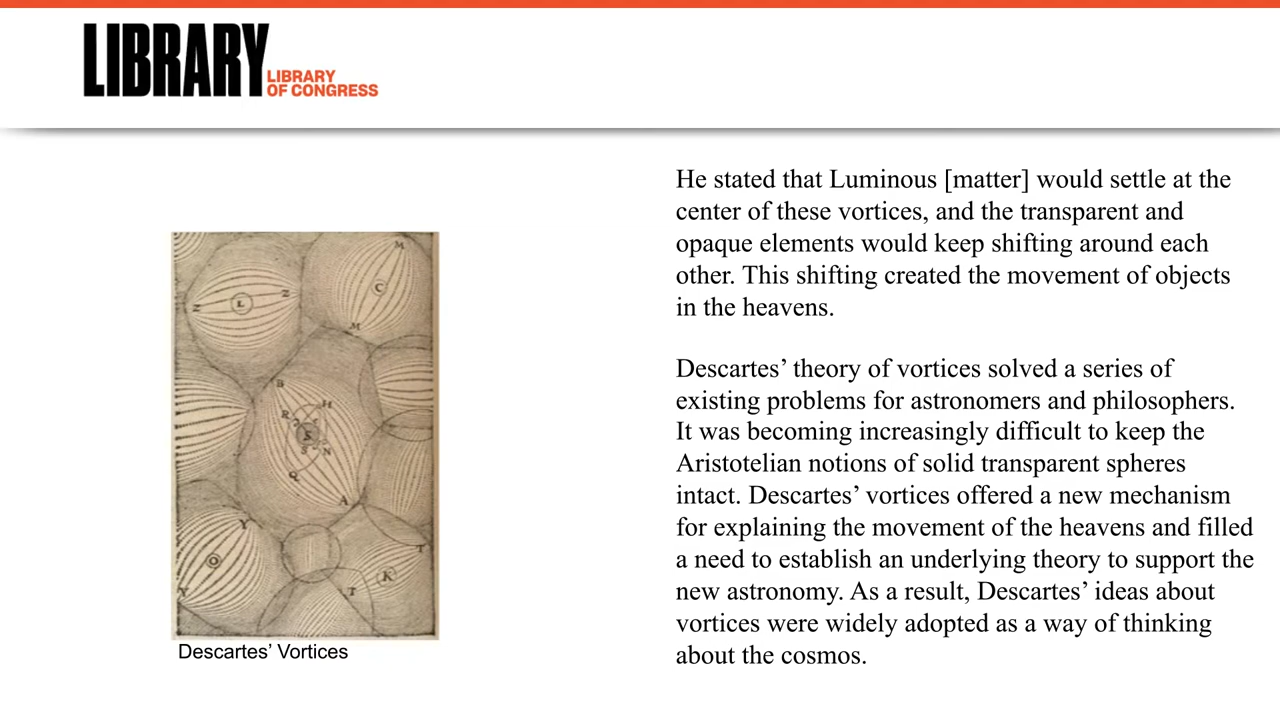 LIBRARY
LIBRARY
OF CONGRESS
He stated that Luminous [matter] would settle at the
center of these vortices, and the transparent and
opaque elements would keep shifting around each
other. This shifting created the movement of objects
in the heavens.
Descartes’ theory of vortices solved a series of
existing problems for astronomers and philosophers.
It was becoming increasingly difficult to keep the
Aristotelian notions of solid transparent spheres
intact. Descartes’ vortices offered a new mechanism
for explaining the movement of the heavens and filled
a need to establish an underlying theory to support the
new astronomy. As a result, Descartes’ ideas about
vortices were widely adopted as a way of thinking
about the cosmos.
M
Z
L
Z
C
M
B
R
H
S
S
N
Q
A
Y
O
Y
T
K
T
Descartes’ Vortices